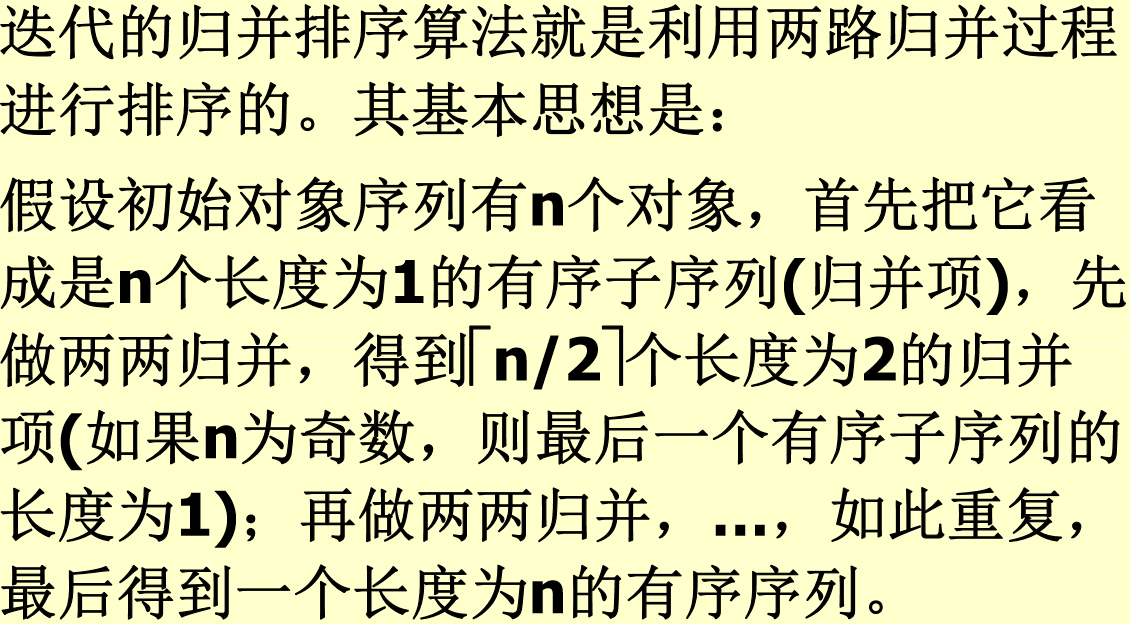 迭代的归并排序算法就是利用两路归并过程
进行排序的。其基本思想是：
假设初始对象序列有n个对象，首先把它看
成是n个长度为1的有序子序列(归并项)，先
做两两归并，得到⌈n/2⌉个长度为2的归并
项(如果n为奇数，则最后一个有序子序列的
长度为1)；再做两两归并，…，如此重复，
最后得到一个长度为n的有序序列。